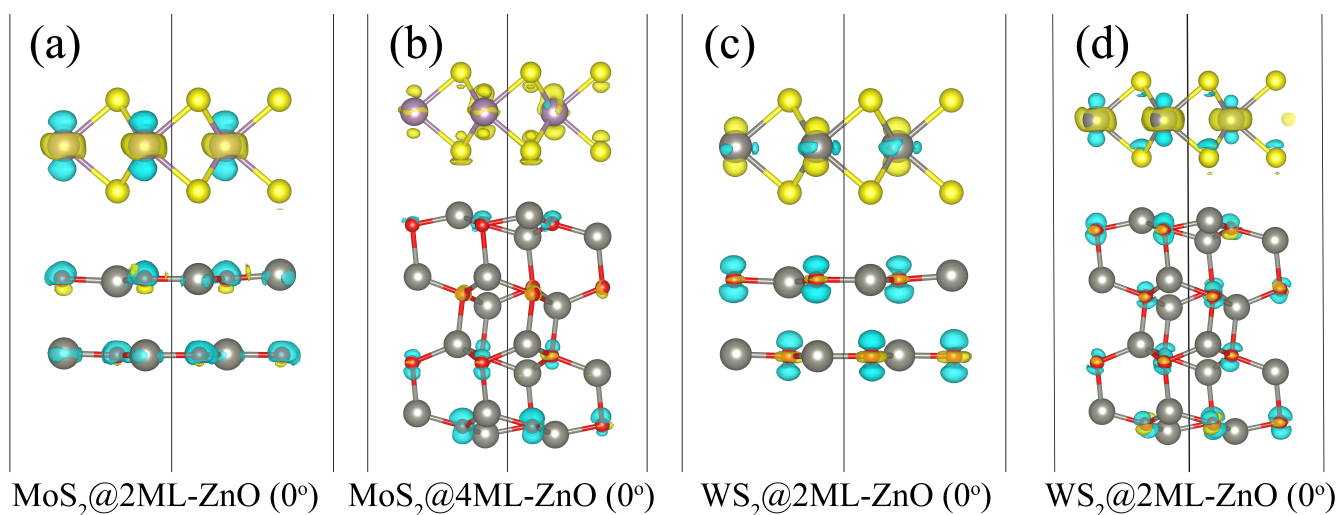 (a) (b) (c) (d)
MoS₂@2ML-ZnO (0°) MoS₂@4ML-ZnO (0°) WS₂@2ML-ZnO (0°) WS₂@2ML-ZnO (0°)